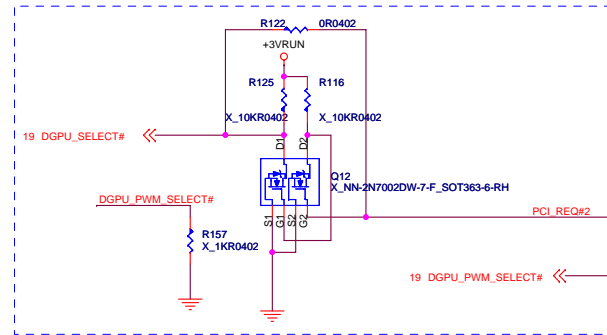 R122 0R0402
+3VRUN
R125 R116
X_10KR0402 X_10KR0402
19 DGPU_SELECT#
D1 D2
Q12
X_NN-2N7002DW-7-F_SOT363-6-RH
DGPU_PWM_SELECT#
S1 G1 S2 G2
PCI_REQ#2
R157
X_1KR0402
19 DGPU_PWM_SELECT#